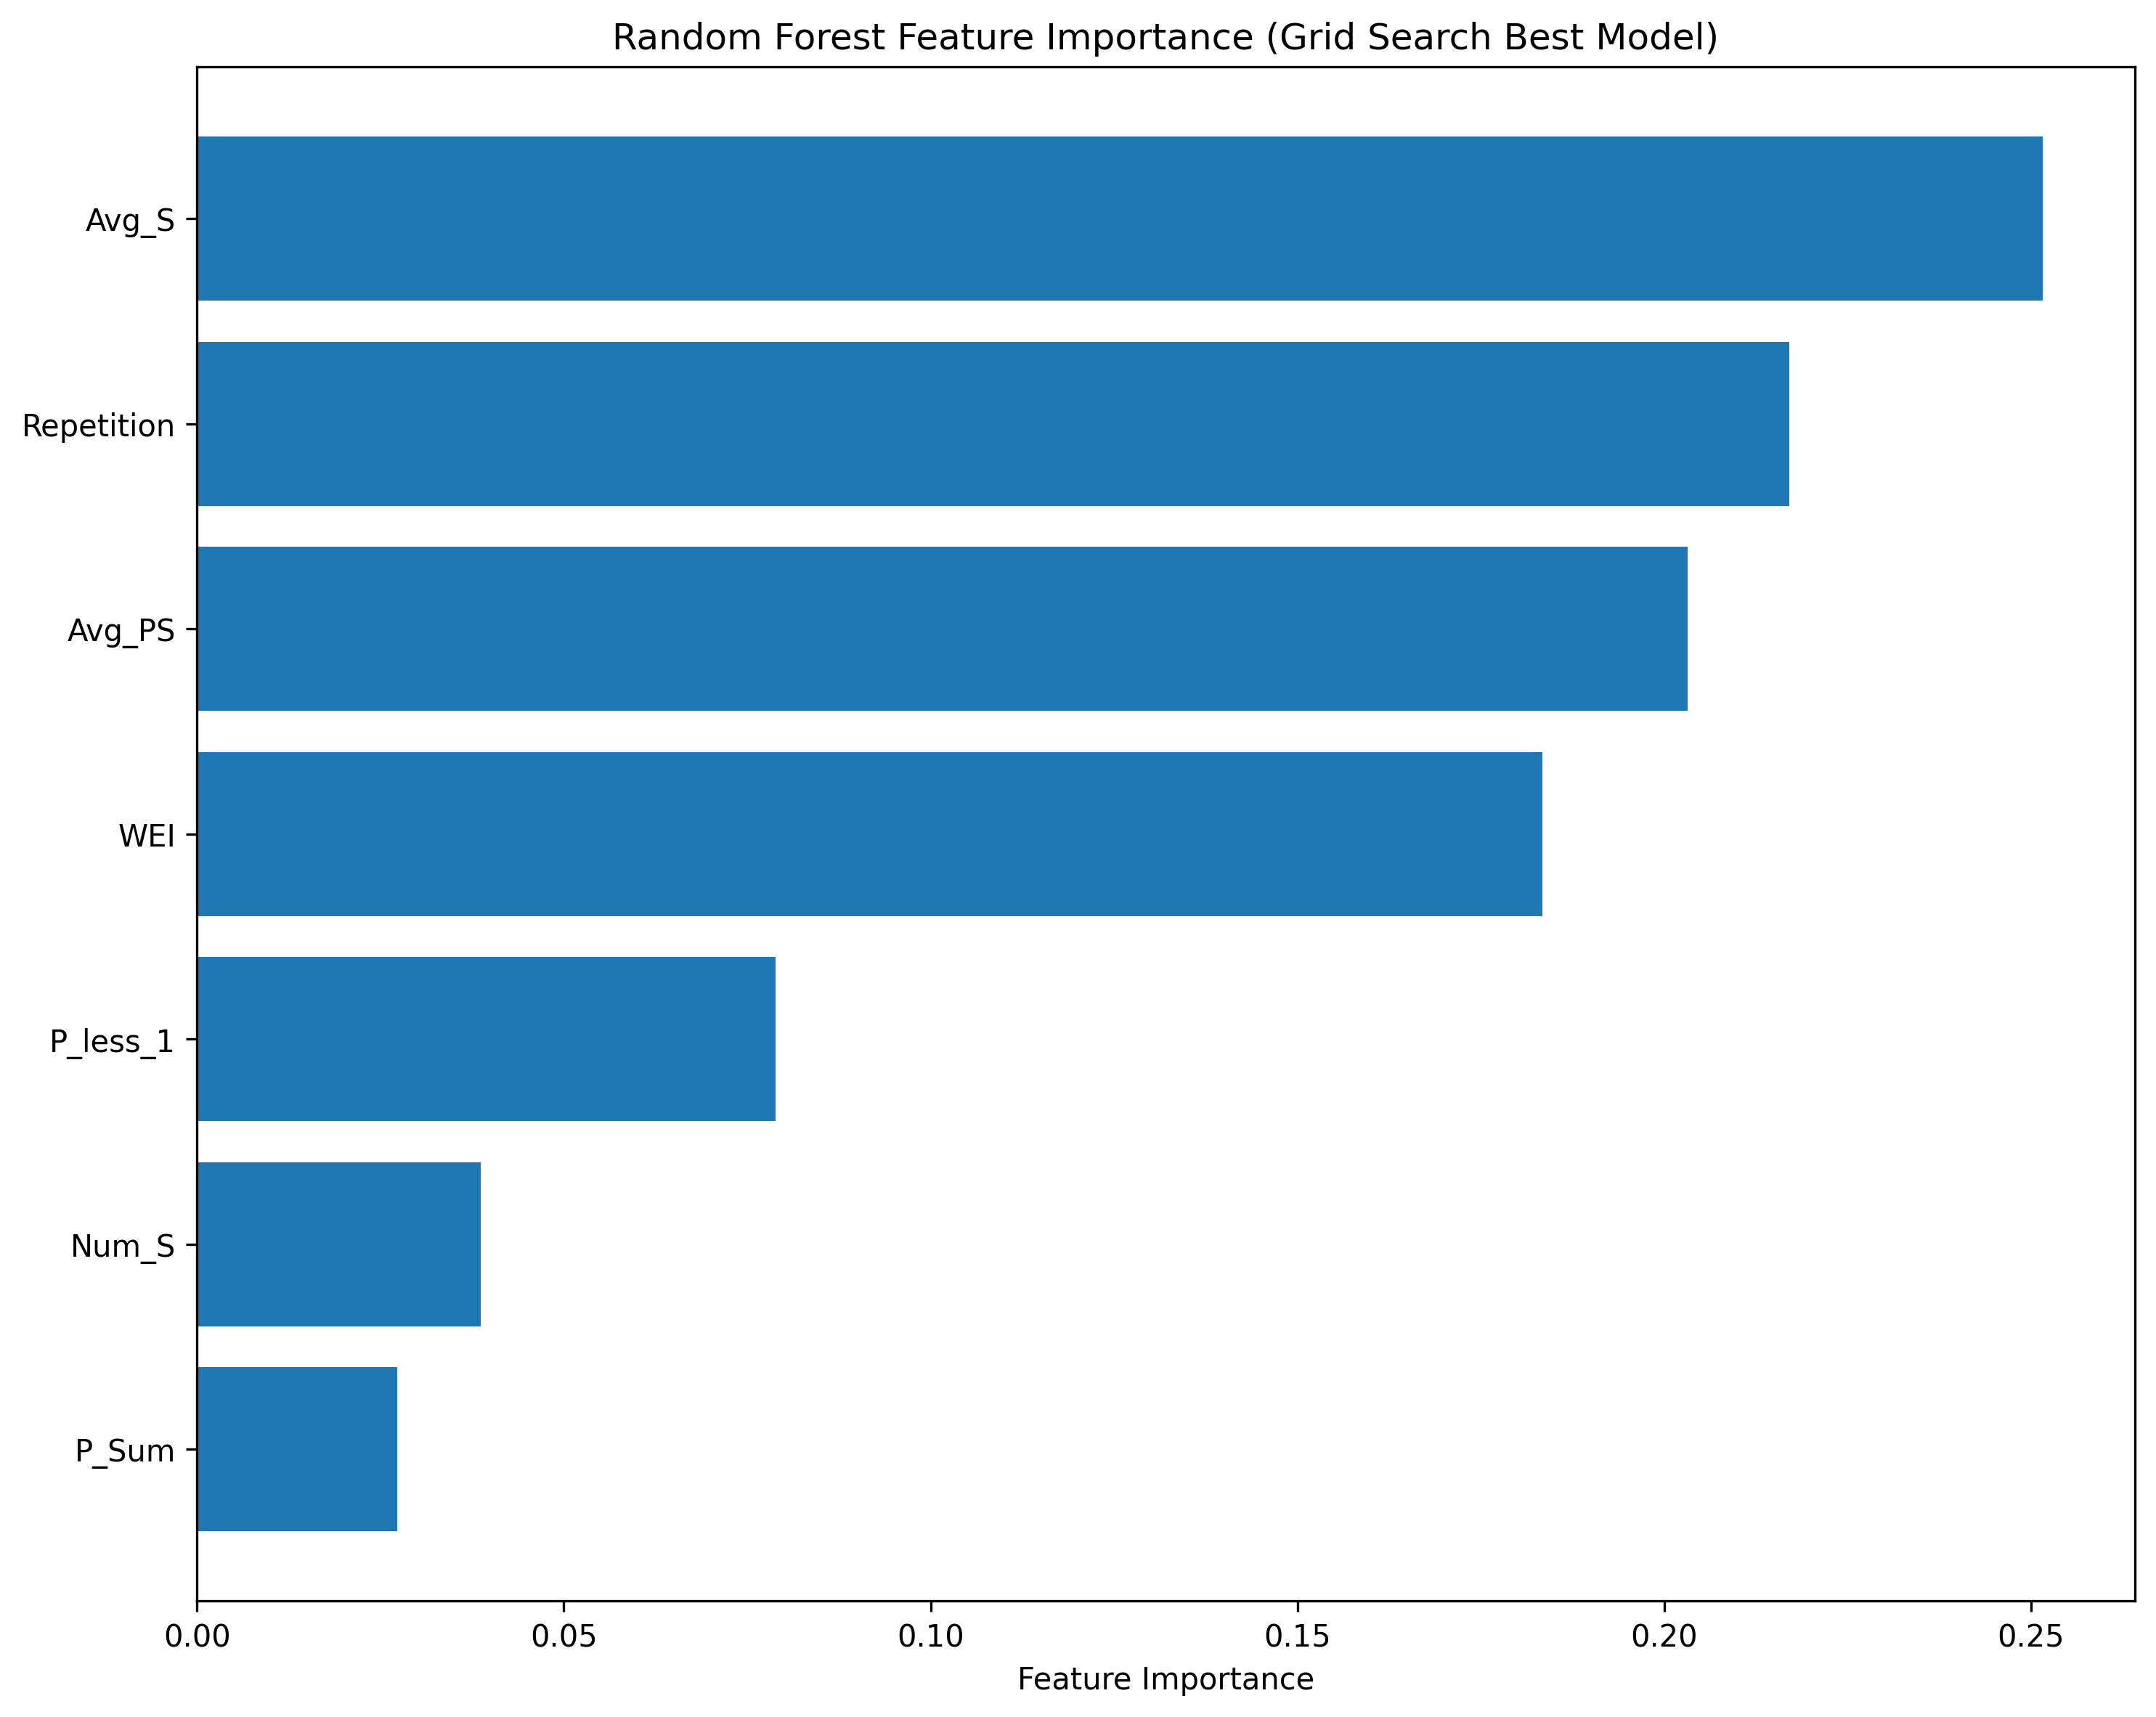 Random Forest Feature Importance (Grid Search Best Model)
Avg_S
Repetition
Avg_PS
WEI
P_less_1
Num_S
P_Sum
0.00 0.05 0.10 0.15 0.20 0.25
Feature Importance